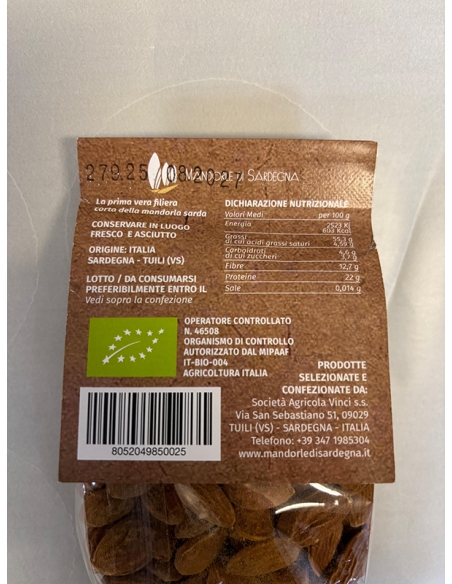 MANDORLE DI SARDEGNA
La prima vera filiera
corta della mandorla sarda
CONSERVARE IN LUOGO
FRESCO E ASCIUTTO
ORIGINE: ITALIA
SARDEGNA - TUILI (VS)
LOTTO / DA CONSUMARSI
PREFERIBILMENTE ENTRO IL
Vedi sopra la confezione
DICHIARAZIONE NUTRIZIONALE
Valori Medi per 100 g
Energia 2523 Kj
603 Kcal
Grassi
di cui acidi grassi saturi
Carboidrati
di cui zuccheri
Fibre 12,7 g
Proteine 22 g
Sale 0,014 g
OPERATORE CONTROLLATO
N. 46508
ORGANISMO DI CONTROLLO
AUTORIZZATO DAL MIPAAF
IT-BIO-004
AGRICOLTURA ITALIA
8052049850025
PRODOTTE
SELEZIONATE E
CONFEZIONATE DA:
Società Agricola Vinci s.s.
Via San Sebastiano 51, 09029
TUILI (VS) - SARDEGNA - ITALIA
Telefono: +39 347 1985304
www.mandorledisardegna.it